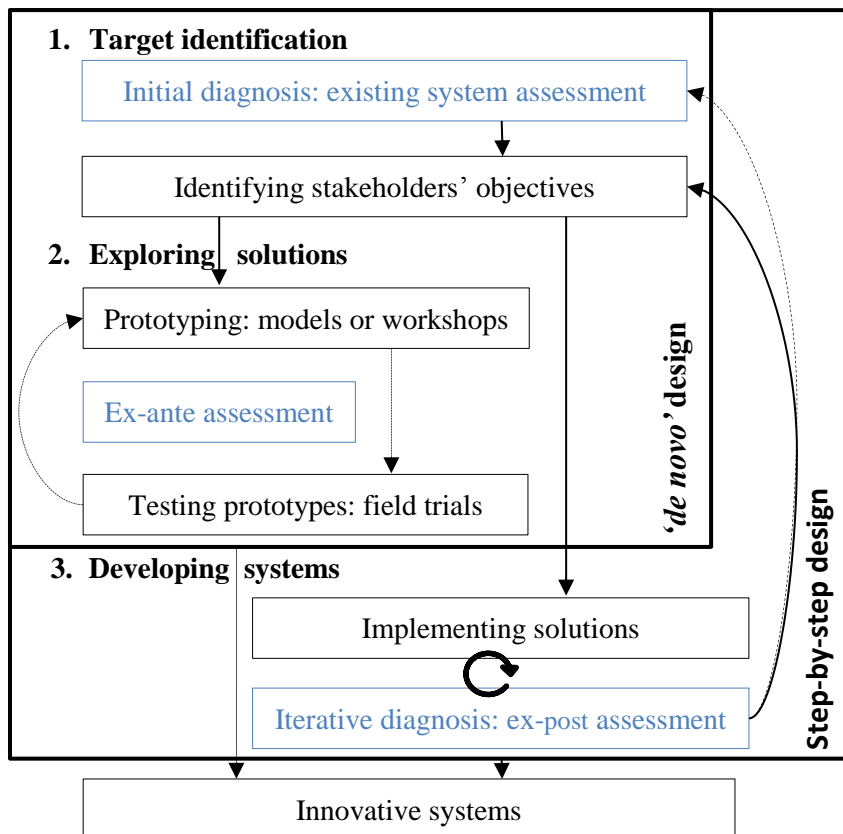 1. Target identification
Initial diagnosis: existing system assessment
Identifying stakeholders’ objectives
2. Exploring solutions
Prototyping: models or workshops
Ex-ante assessment
Testing prototypes: field trials
‘de novo’ design
3. Developing systems
Implementing solutions
Iterative diagnosis: ex-post assessment
Step-by-step design
Innovative systems